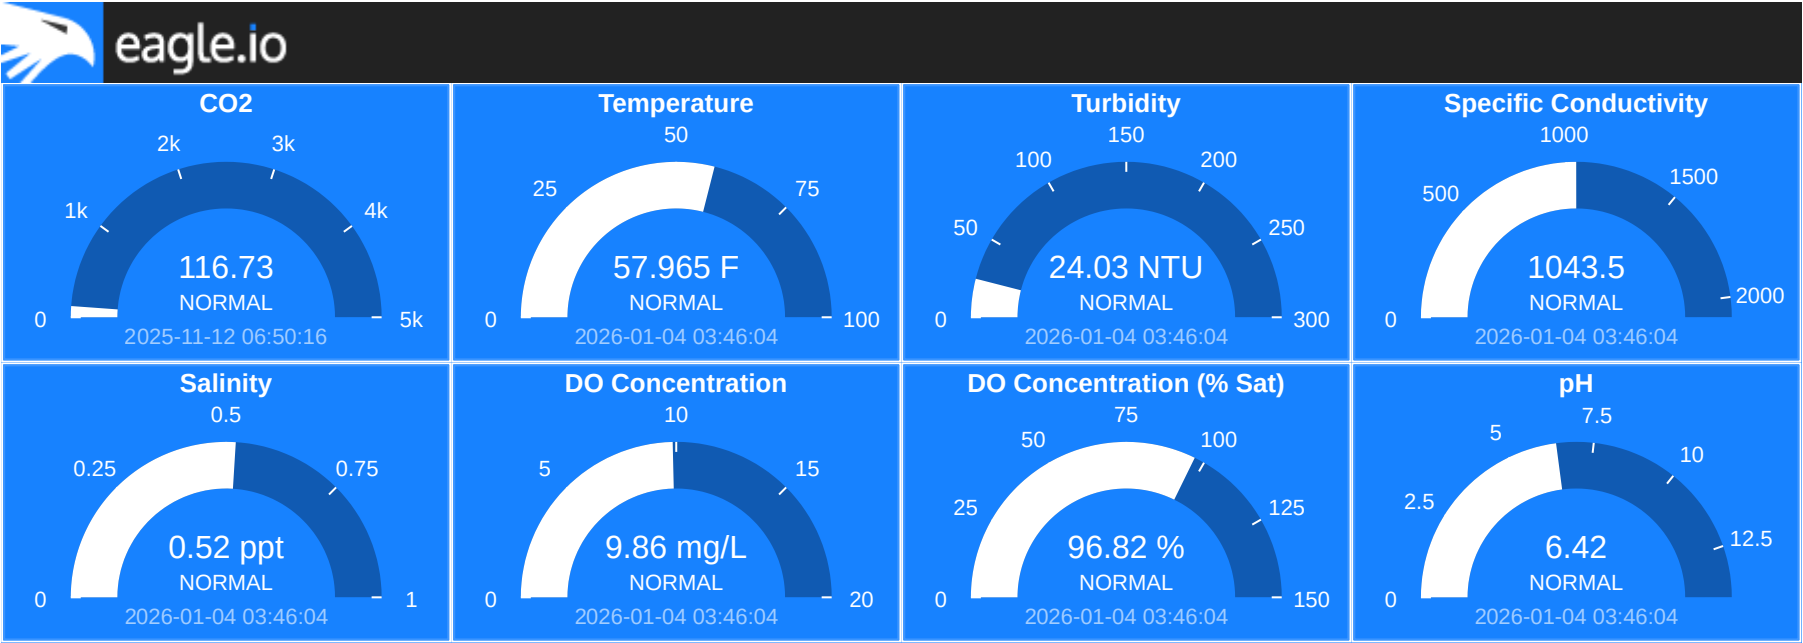 eagle.io
CO2
2k
3k
1k
4k
116.73
NORMAL
0
5k
2025-11-12 06:50:16
Temperature
50
25
75
57.965 F
NORMAL
0
100
2026-01-04 03:46:04
Turbidity
150
100
200
50
250
24.03 NTU
NORMAL
0
300
2026-01-04 03:46:04
Specific Conductivity
1000
1500
500
1043.5
2000
NORMAL
0
2026-01-04 03:46:04
Salinity
0.5
0.25
0.75
0.52 ppt
NORMAL
0
1
2026-01-04 03:46:04
DO Concentration
10
5
15
9.86 mg/L
NORMAL
0
20
2026-01-04 03:46:04
DO Concentration (% Sat)
75
50
100
25
125
96.82 %
NORMAL
0
150
2026-01-04 03:46:04
pH
7.5
5
10
2.5
12.5
6.42
NORMAL
0
2026-01-04 03:46:04